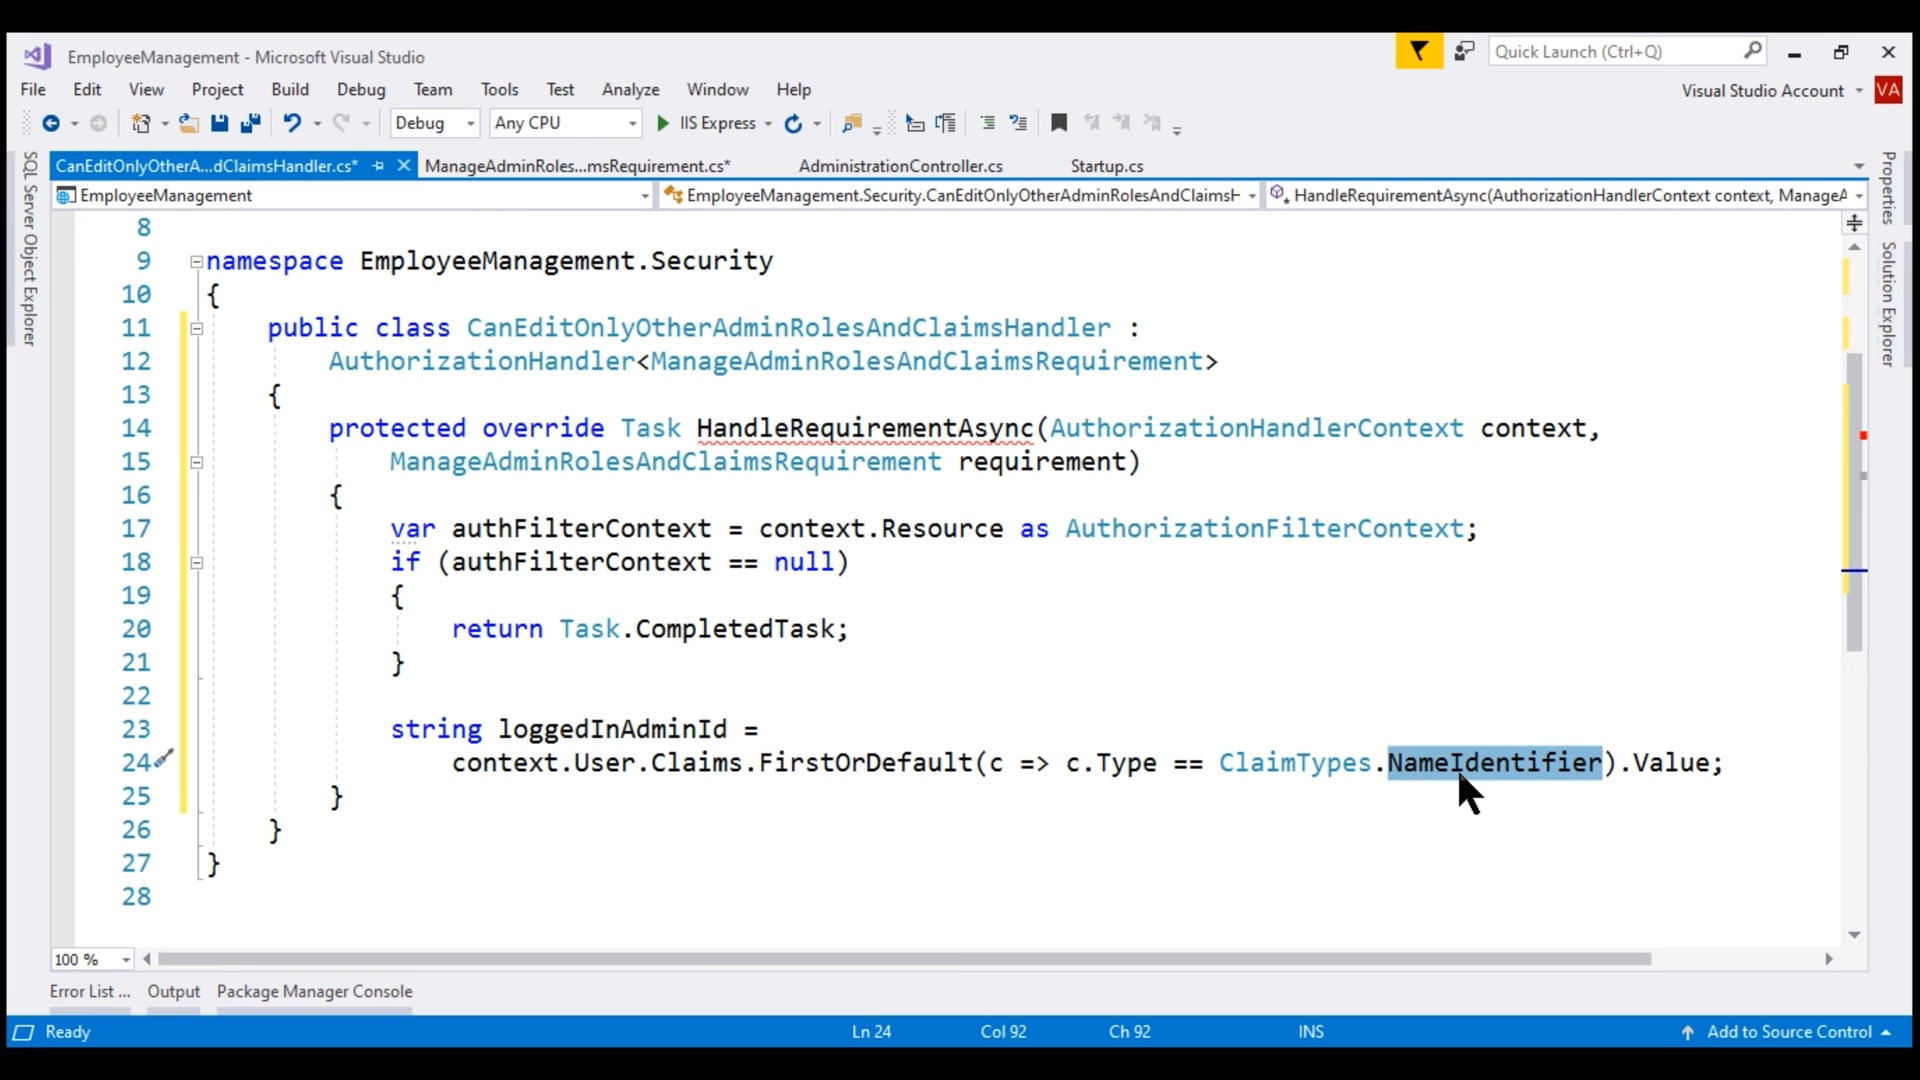 EmployeeManagement - Microsoft Visual Studio
Quick Launch (Ctrl+Q)
File Edit View Project Build Debug Team Tools Test Analyze Window Help
Visual Studio Account VA
Debug Any CPU IIS Express
CanEditOnlyOtherA...dClaimsHandler.cs* ManageAdminRoles...msRequirement.cs* AdministrationController.cs Startup.cs
EmployeeManagement EmployeeManagement.Security.CanEditOnlyOtherAdminRolesAndClaimsH HandleRequirementAsync(AuthorizationHandlerContext context, ManageA
SQL Server Object Explorer
Properties
Solution Explorer
8
9 namespace EmployeeManagement.Security
10 {
11 public class CanEditOnlyOtherAdminRolesAndClaimsHandler :
12 AuthorizationHandler<ManageAdminRolesAndClaimsRequirement>
13 {
14 protected override Task HandleRequirementAsync(AuthorizationHandlerContext context,
15 ManageAdminRolesAndClaimsRequirement requirement)
16 {
17 var authFilterContext = context.Resource as AuthorizationFilterContext;
18 if (authFilterContext == null)
19 {
20 return Task.CompletedTask;
21 }
22
23 string loggedInAdminId =
24 context.User.Claims.FirstOrDefault(c => c.Type == ClaimTypes.NameIdentifier).Value;
25 }
26 }
27 }
28
100 %
Error List ... Output Package Manager Console
Ready Ln 24 Col 92 Ch 92 INS Add to Source Control